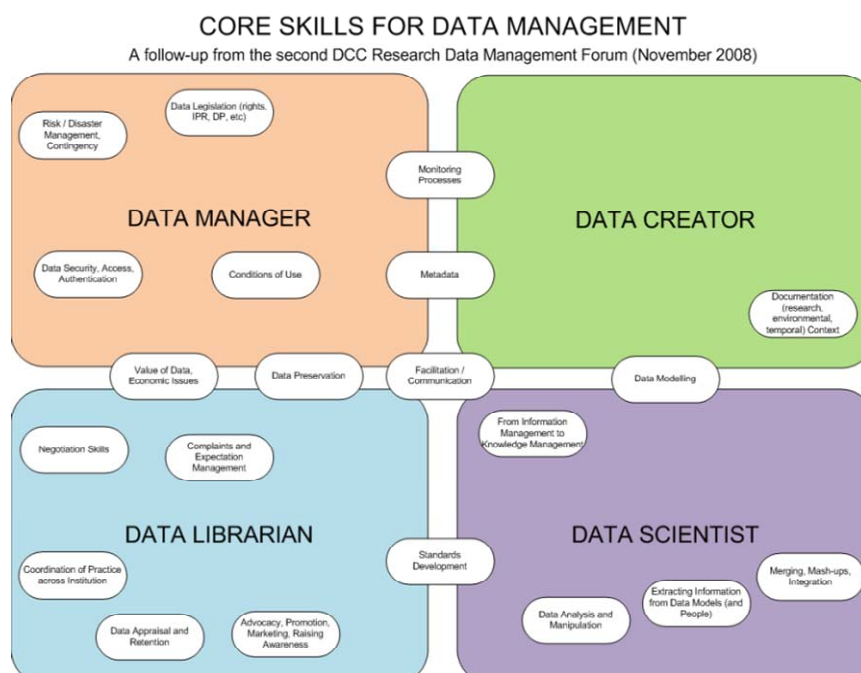 CORE SKILLS FOR DATA MANAGEMENT
A follow-up from the second DCC Research Data Management Forum (November 2008)
Data Legislation (rights,
IPR, DP, etc)
Risk / Disaster
Management,
Contingency
Monitoring
Processes
DATA MANAGER
DATA CREATOR
Data Security, Access,
Authentication
Conditions of Use
Metadata
Documentation
(research,
environmental,
temporal) Context
Value of Data,
Economic Issues
Data Preservation
Facilitation /
Communication
Data Modelling
From Information
Management to
Knowledge Management
Negotiation Skills
Complaints and
Expectation
Management
DATA LIBRARIAN
DATA SCIENTIST
Standards
Development
Coordination of Practice
across Institution
Merging, Mash-ups,
Integration
Extracting Information
from Data Models (and
People)
Data Analysis and
Manipulation
Data Appraisal and
Retention
Advocacy, Promotion,
Marketing, Raising
Awareness